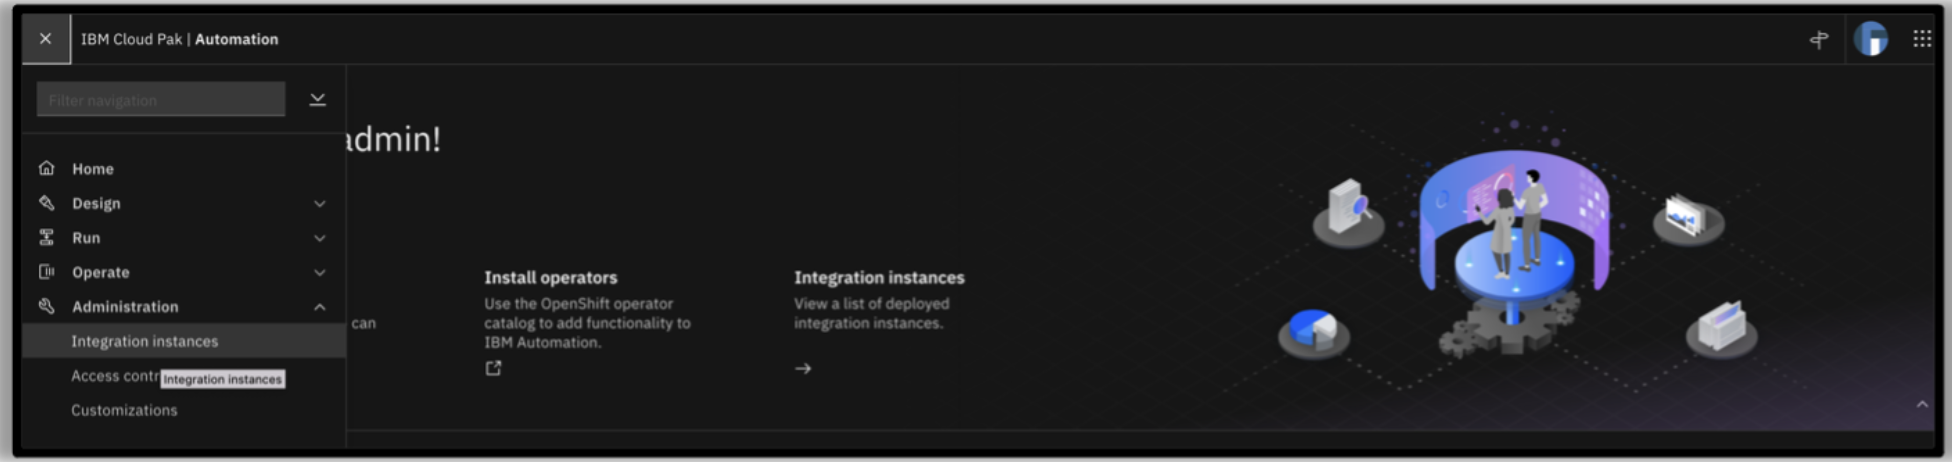 IBM Cloud Pak | Automation
Filter navigation
admin!
Home
Design
Run
Operate
Administration
Integration instances
Access contr
Integration instances
Customizations
can
Install operators
Use the OpenShift operator
catalog to add functionality to
IBM Automation.
Integration instances
View a list of deployed
integration instances.